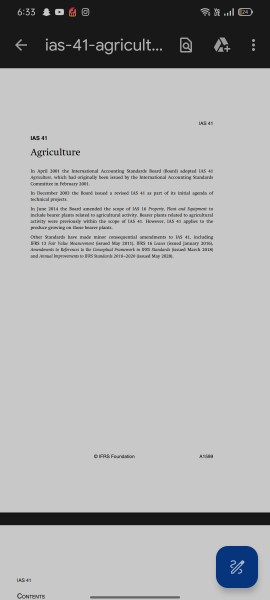 6:33
ias-41-agricult...
IAS 41
IAS 41
Agriculture
In April 2001 the International Accounting Standards Board (Board) adopted IAS 41
Agriculture, which had originally been issued by the International Accounting Standards
Committee in February 2001.
In December 2003 the Board issued a revised IAS 41 as part of its initial agenda of
technical projects.
In June 2014 the Board amended the scope of IAS 16 Property, Plant and Equipment to
include bearer plants related to agricultural activity. Bearer plants related to agricultural
activity were previously within the scope of IAS 41. However, IAS 41 applies to the
produce growing on those bearer plants.
Other Standards have made minor consequential amendments to IAS 41, including
IFRS 13 Fair Value Measurement (issued May 2011), IFRS 16 Leases (issued January 2016),
Amendments to References to the Conceptual Framework in IFRS Standards (issued March 2018)
and Annual Improvements to IFRS Standards 2018–2020 (issued May 2020).
© IFRS Foundation A1599
IAS 41
CONTENTS